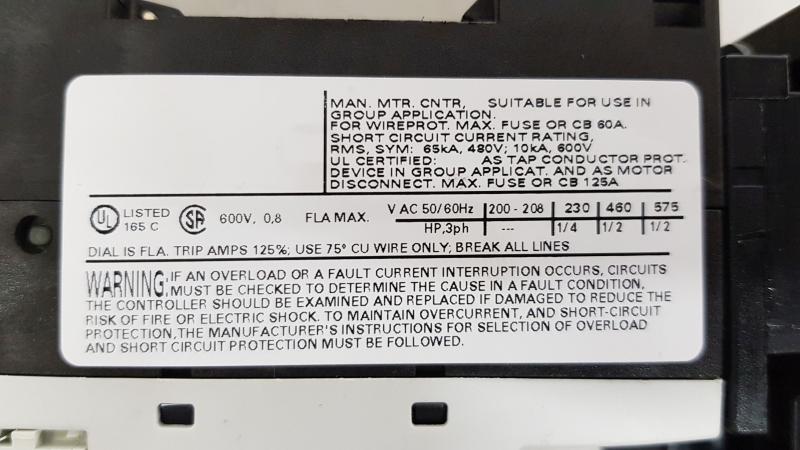 MAN. MTR. CNTR, SUITABLE FOR USE IN
GROUP APPLICATION.
FOR WIREPROT. MAX. FUSE OR CB 60A.
SHORT CIRCUIT CURRENT RATING,
RMS, SYM: 65kA, 480V; 10kA, 600V
UL CERTIFIED: AS TAP CONDUCTOR PROT.
DEVICE IN GROUP APPLICAT. AND AS MOTOR
DISCONNECT. MAX. FUSE OR CB 125A
UL LISTED 165 C SA 600V, 0,8 FLA MAX.
V AC 50/60Hz 200 - 208 230 460 575
HP,3ph --- 1/4 1/2 1/2
DIAL IS FLA. TRIP AMPS 125%; USE 75° CU WIRE ONLY; BREAK ALL LINES
WARNING, IF AN OVERLOAD OR A FAULT CURRENT INTERRUPTION OCCURS, CIRCUITS
MUST BE CHECKED TO DETERMINE THE CAUSE IN A FAULT CONDITION,
THE CONTROLLER SHOULD BE EXAMINED AND REPLACED IF DAMAGED TO REDUCE THE
RISK OF FIRE OR ELECTRIC SHOCK. TO MAINTAIN OVERCURRENT, AND SHORT-CIRCUIT
PROTECTION,THE MANUFACTURER'S INSTRUCTIONS FOR SELECTION OF OVERLOAD
AND SHORT CIRCUIT PROTECTION MUST BE FOLLOWED.